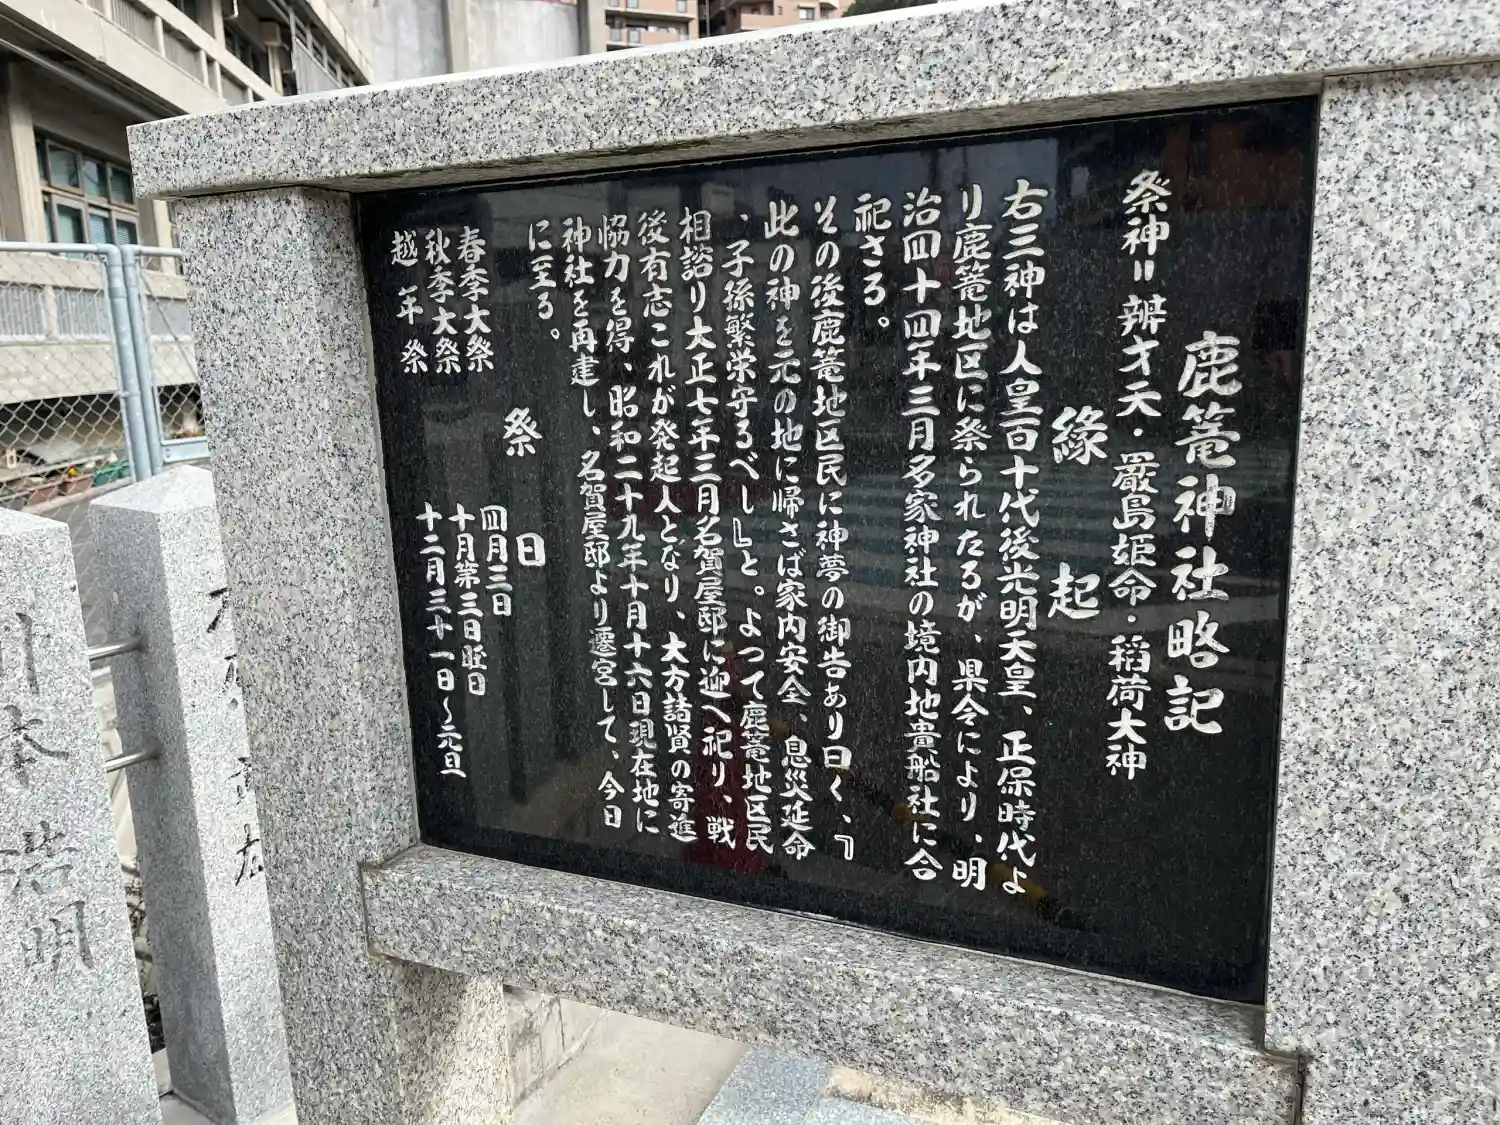 鹿篭神社略記
祭神＝辨才天・厳島姫命・稲荷大神
縁起
右三神は人皇百十代後光明天皇、正保時代よ
り鹿篭地区に祭られたるが、県令により、明
治四十四年三月多家神社の境内地貴船社に合
祀さる。
その後鹿篭地区民に神夢の御告あり曰く、『
此の神を元の地に帰さば家内安全、息災延命
、子孫繁栄守るべし』と。よつて鹿篭地区民
相諮り大正七年三月名賀屋邸に迎へ祀り、戦
後有志これが発起人となり、大方諸賢の寄進
協力を得、昭和二十九年十月十六日現在地に
神社を再建し、名賀屋邸より遷宮して、今日
に至る。
祭日
春季大祭 四月三日
秋季大祭 十月第三日曜日
越年祭 十二月三十一日〜元旦
本浩明